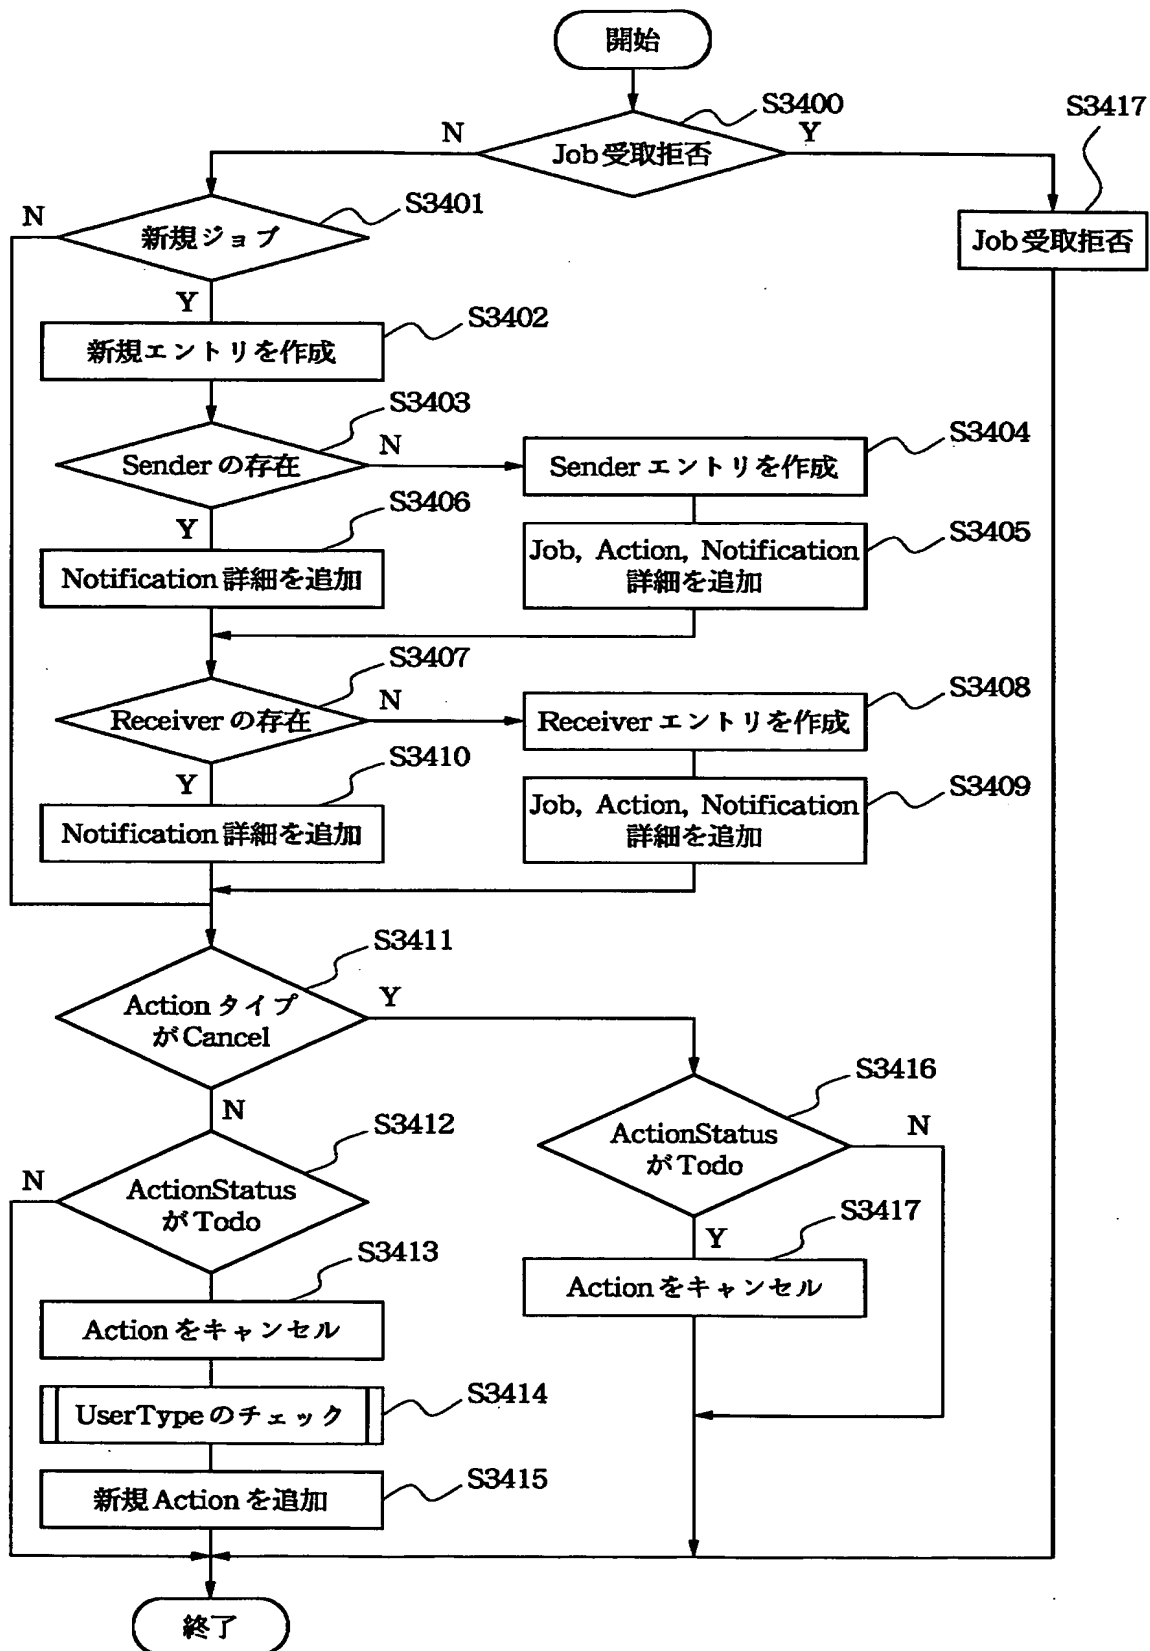 開始
S3400
N
Y
Job受取拒否
S3417
Job受取拒否
S3401
N
新規ジョブ
Y
S3402
新規エントリを作成
S3403
Senderの存在
N
S3404
Senderエントリを作成
Y
S3406
Notification詳細を追加
S3405
Job, Action, Notification
詳細を追加
S3407
Receiverの存在
N
S3408
Receiverエントリを作成
Y
S3410
Notification詳細を追加
S3409
Job, Action, Notification
詳細を追加
S3411
Actionタイプ
がCancel
Y
N
S3416
ActionStatus
がTodo
N
S3412
N
ActionStatus
がTodo
Y
S3417
Actionをキャンセル
S3413
Actionをキャンセル
S3414
UserTypeのチェック
S3415
新規Actionを追加
終了